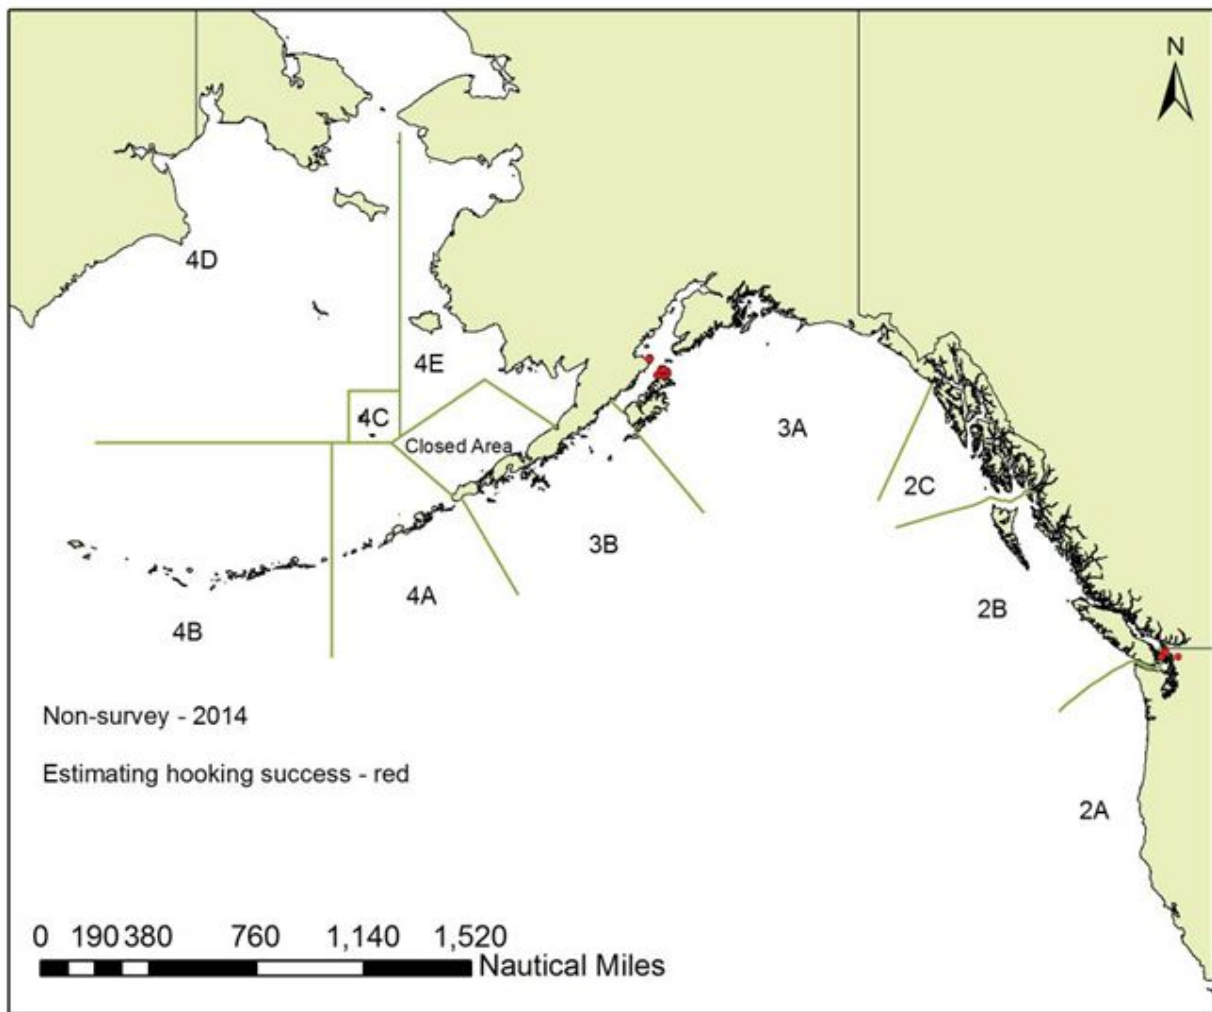 N
4D
4E
4C
Closed Area
3A
2C
3B
4A
2B
4B
Non-survey - 2014
Estimating hooking success - red
2A
0 190 380 760 1,140 1,520
Nautical Miles